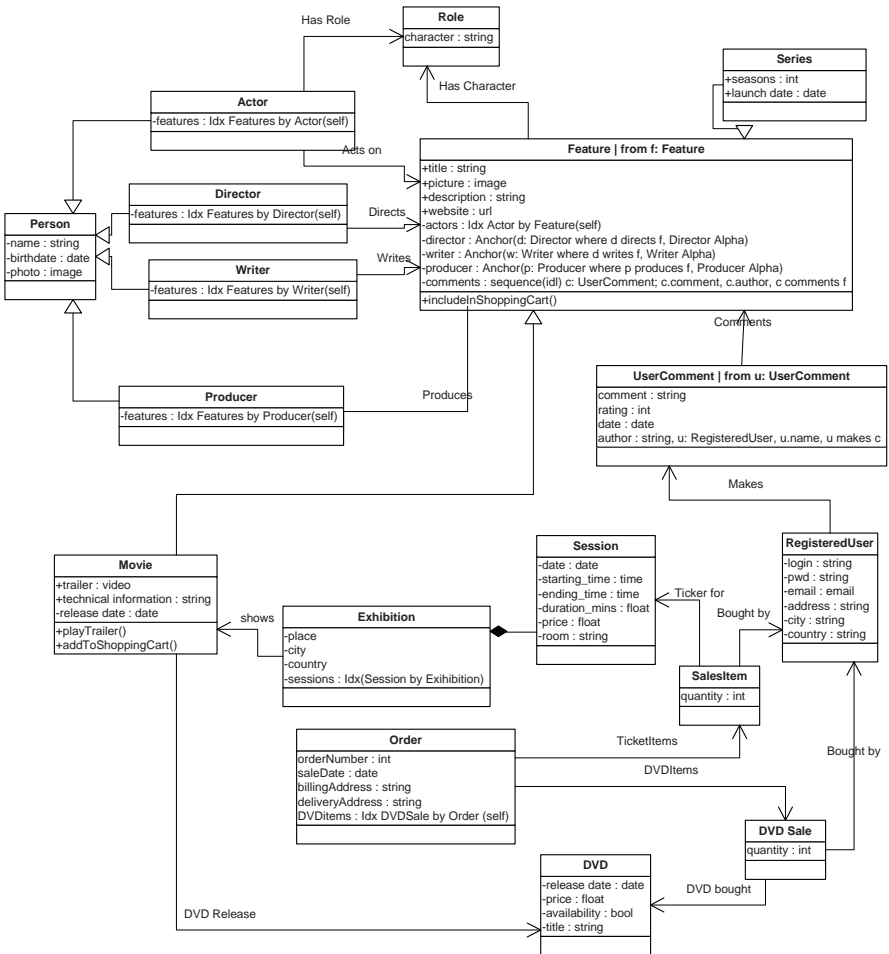 Has Role
Role
character : string
Has Character
Series
+seasons : int
+launch date : date
Actor
-features : Idx Features by Actor(self)
Acts on
Feature | from f: Feature
+title : string
+picture : image
+description : string
+website : url
-actors : Idx Actor by Feature(self)
-director : Anchor(d: Director where d directs f, Director Alpha)
-writer : Anchor(w: Writer where d writes f, Writer Alpha)
-producer : Anchor(p: Producer where p produces f, Producer Alpha)
-comments : sequence(idl) c: UserComment; c.comment, c.author, c comments f
+includeInShoppingCart()
Director
-features : Idx Features by Director(self)
Directs
Person
-name : string
-birthdate : date
-photo : image
Writer
-features : Idx Features by Writer(self)
Writes
Comments
Producer
-features : Idx Features by Producer(self)
Produces
UserComment | from u: UserComment
comment : string
rating : int
date : date
author : string, u: RegisteredUser, u.name, u makes c
Makes
Movie
+trailer : video
+technical information : string
-release date : date
+playTrailer()
+addToShoppingCart()
shows
Exhibition
-place
-city
-country
-sessions : Idx(Session by Exihibition)
Session
-date : date
-starting_time : time
-ending_time : time
-duration_mins : float
-price : float
-room : string
Ticker for
Bought by
RegisteredUser
-login : string
-pwd : string
-email : email
-address : string
-city : string
-country : string
SalesItem
quantity : int
Order
orderNumber : int
saleDate : date
billingAddress : string
deliveryAddress : string
DVDitems : Idx DVDSale by Order (self)
TicketItems
DVDItems
Bought by
DVD Sale
quantity : int
DVD bought
DVD
-release date : date
-price : float
-availability : bool
-title : string
DVD Release